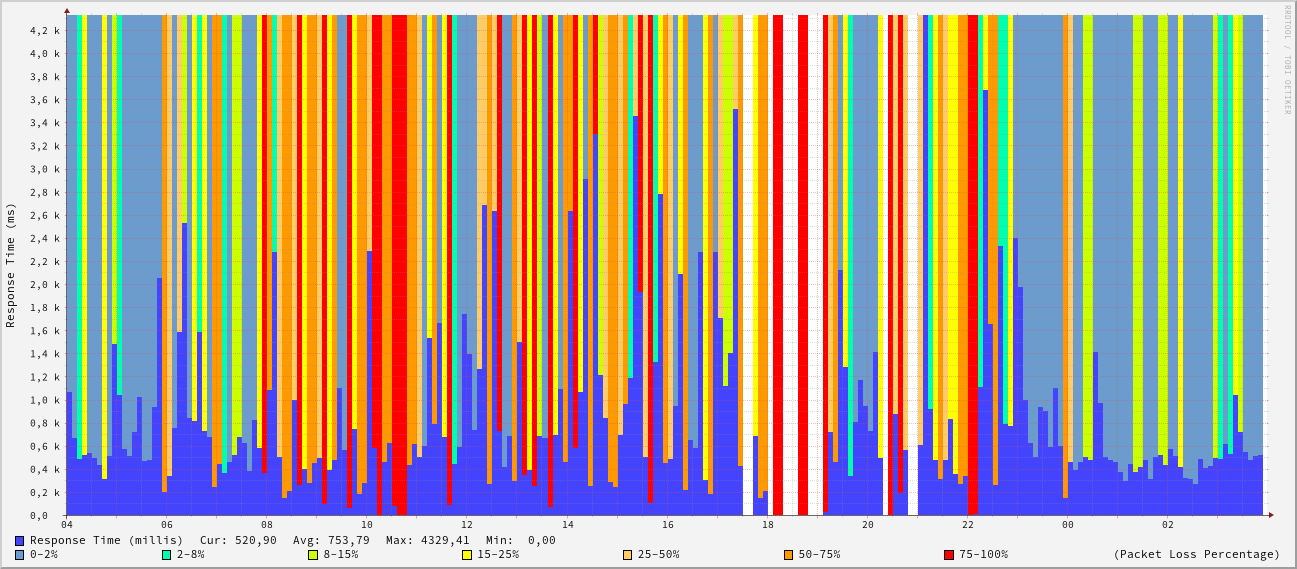 RRDTOOL / TOBI OETIKER
Response Time (ms)
4,2 k
4,0 k
3,8 k
3,6 k
3,4 k
3,2 k
3,0 k
2,8 k
2,6 k
2,4 k
2,2 k
2,0 k
1,8 k
1,6 k
1,4 k
1,2 k
1,0 k
0,8 k
0,6 k
0,4 k
0,2 k
0,0
04 06 08 10 12 14 16 18 20 22 00 02
Response Time (millis) Cur: 520,90 Avg: 753,79 Max: 4329,41 Min: 0,00
0-2% 2-8% 8-15% 15-25% 25-50% 50-75% 75-100% (Packet Loss Percentage)